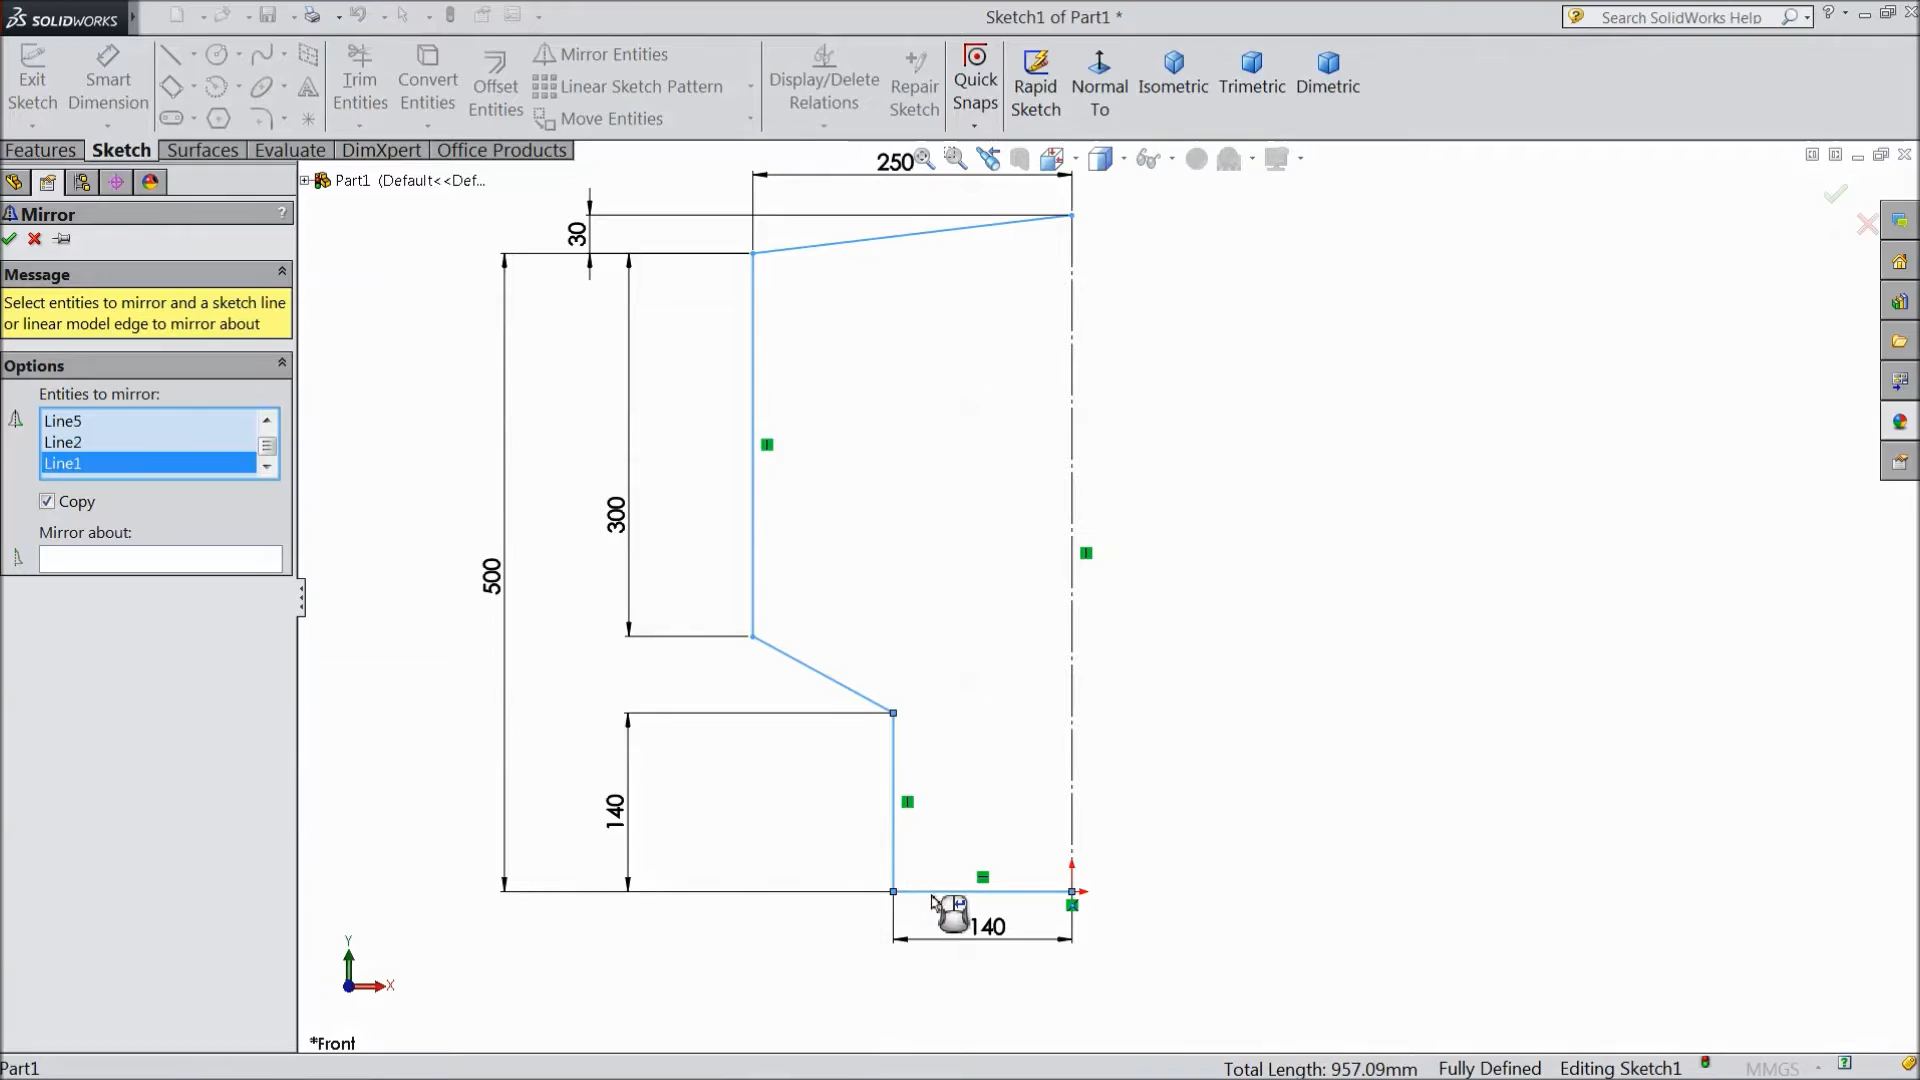 SOLIDWORKS
Sketch1 of Part1 *
Search SolidWorks Help
?
Exit Sketch
Smart Dimension
Trim Entities
Convert Entities
Offset Entities
Mirror Entities
Linear Sketch Pattern
Move Entities
Display/Delete Relations
Repair Sketch
Quick Snaps
Rapid Sketch
Normal To
Isometric
Trimetric
Dimetric
Features
Sketch
Surfaces
Evaluate
DimXpert
Office Products
Part1 (Default<<Def...
Mirror
?
Message
Select entities to mirror and a sketch line
or linear model edge to mirror about
Options
Entities to mirror:
Line5
Line2
Line1
Copy
Mirror about:
250
30
300
500
140
140
Y
X
*Front
Part1
Total Length: 957.09mm
Fully Defined
Editing Sketch1
MMGS
?